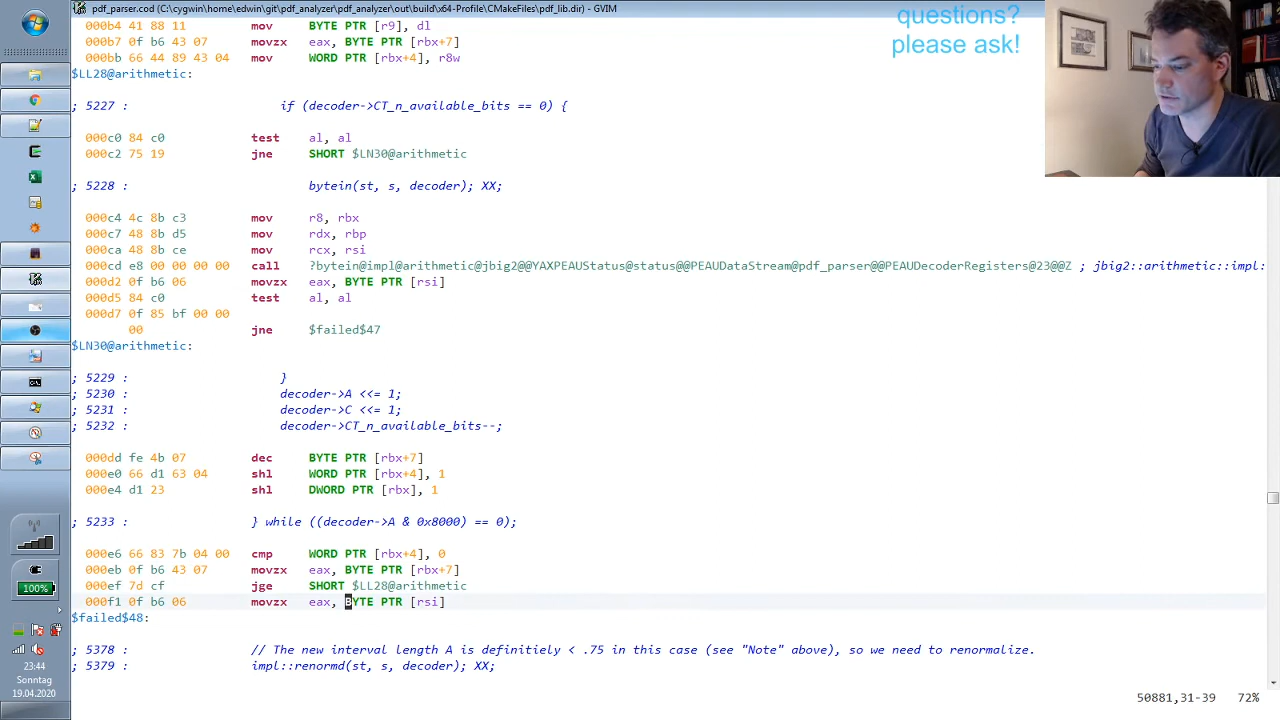 pdf_parser.cod (C:\cygwin\home\edwin\git\pdf_analyzer\pdf_analyzer\out\build\x64-Profile\CMakeFiles\pdf_lib.dir) - GVIM
000b4 41 88 11 mov BYTE PTR [r9], dl
000b7 0f b6 43 07 movzx eax, BYTE PTR [rbx+7]
000bb 66 44 89 43 04 mov WORD PTR [rbx+4], r8w
$LL28@arithmetic:
; 5227 : if (decoder->CT_n_available_bits == 0) {
000c0 84 c0 test al, al
000c2 75 19 jne SHORT $LN30@arithmetic
; 5228 : bytein(st, s, decoder); XX;
000c4 4c 8b c3 mov r8, rbx
000c7 48 8b d5 mov rdx, rbp
000ca 48 8b ce mov rcx, rsi
000cd e8 00 00 00 00 call ?bytein@impl@arithmetic@jbig2@@YAXPEAUStatus@status@@PEAUDataStream@pdf_parser@@PEAUDecoderRegisters@23@@Z ; jbig2::arithmetic::impl:
000d2 0f b6 06 movzx eax, BYTE PTR [rsi]
000d5 84 c0 test al, al
000d7 0f 85 bf 00 00
00 jne $failed$47
$LN30@arithmetic:
; 5229 : }
; 5230 : decoder->A <<= 1;
; 5231 : decoder->C <<= 1;
; 5232 : decoder->CT_n_available_bits--;
000dd fe 4b 07 dec BYTE PTR [rbx+7]
000e0 66 d1 63 04 shl WORD PTR [rbx+4], 1
000e4 d1 23 shl DWORD PTR [rbx], 1
; 5233 : } while ((decoder->A & 0x8000) == 0);
000e6 66 83 7b 04 00 cmp WORD PTR [rbx+4], 0
000eb 0f b6 43 07 movzx eax, BYTE PTR [rbx+7]
000ef 7d cf jge SHORT $LL28@arithmetic
000f1 0f b6 06 movzx eax, BYTE PTR [rsi]
$failed$48:
; 5378 : // The new interval length A is definitiely < .75 in this case (see "Note" above), so we need to renormalize.
; 5379 : impl::renormd(st, s, decoder); XX;
50881,31-39 72%
questions?
please ask!
100%
23:44
Sonntag
19.04.2020